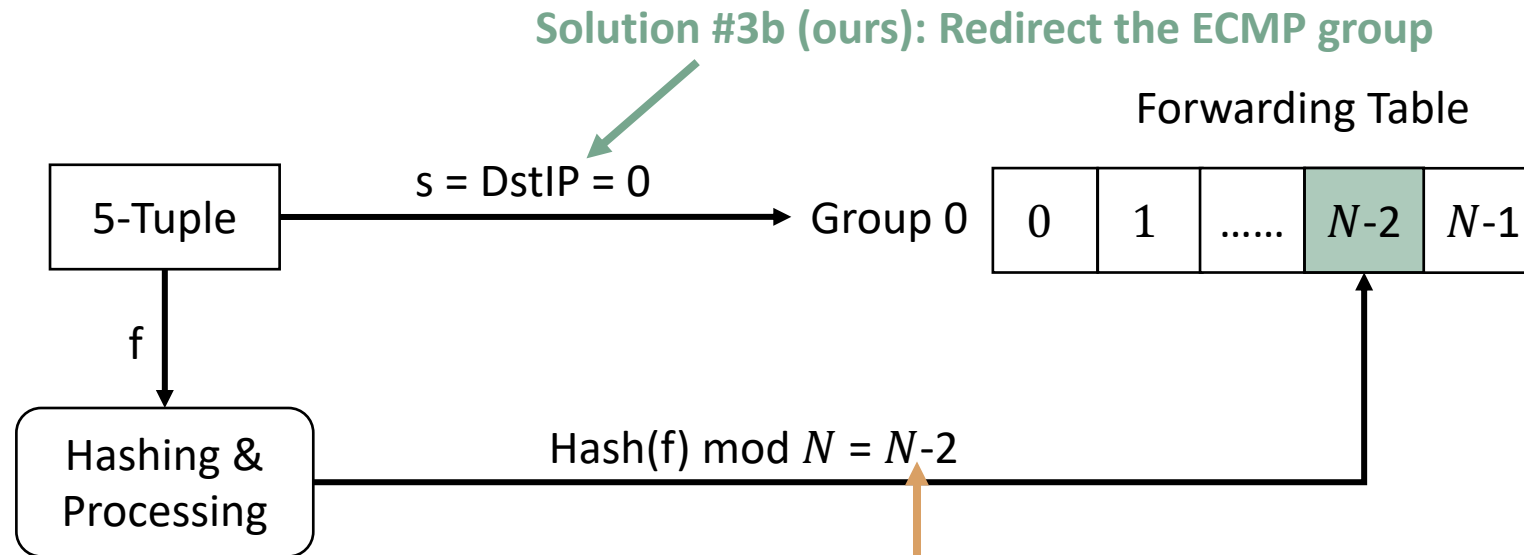 Solution #3b (ours): Redirect the ECMP group
Forwarding Table
5-Tuple
s = DstIP = 0
Group 0
0
1
......
N-2
N-1
f
Hashing &
Processing
Hash(f) mod N = N-2